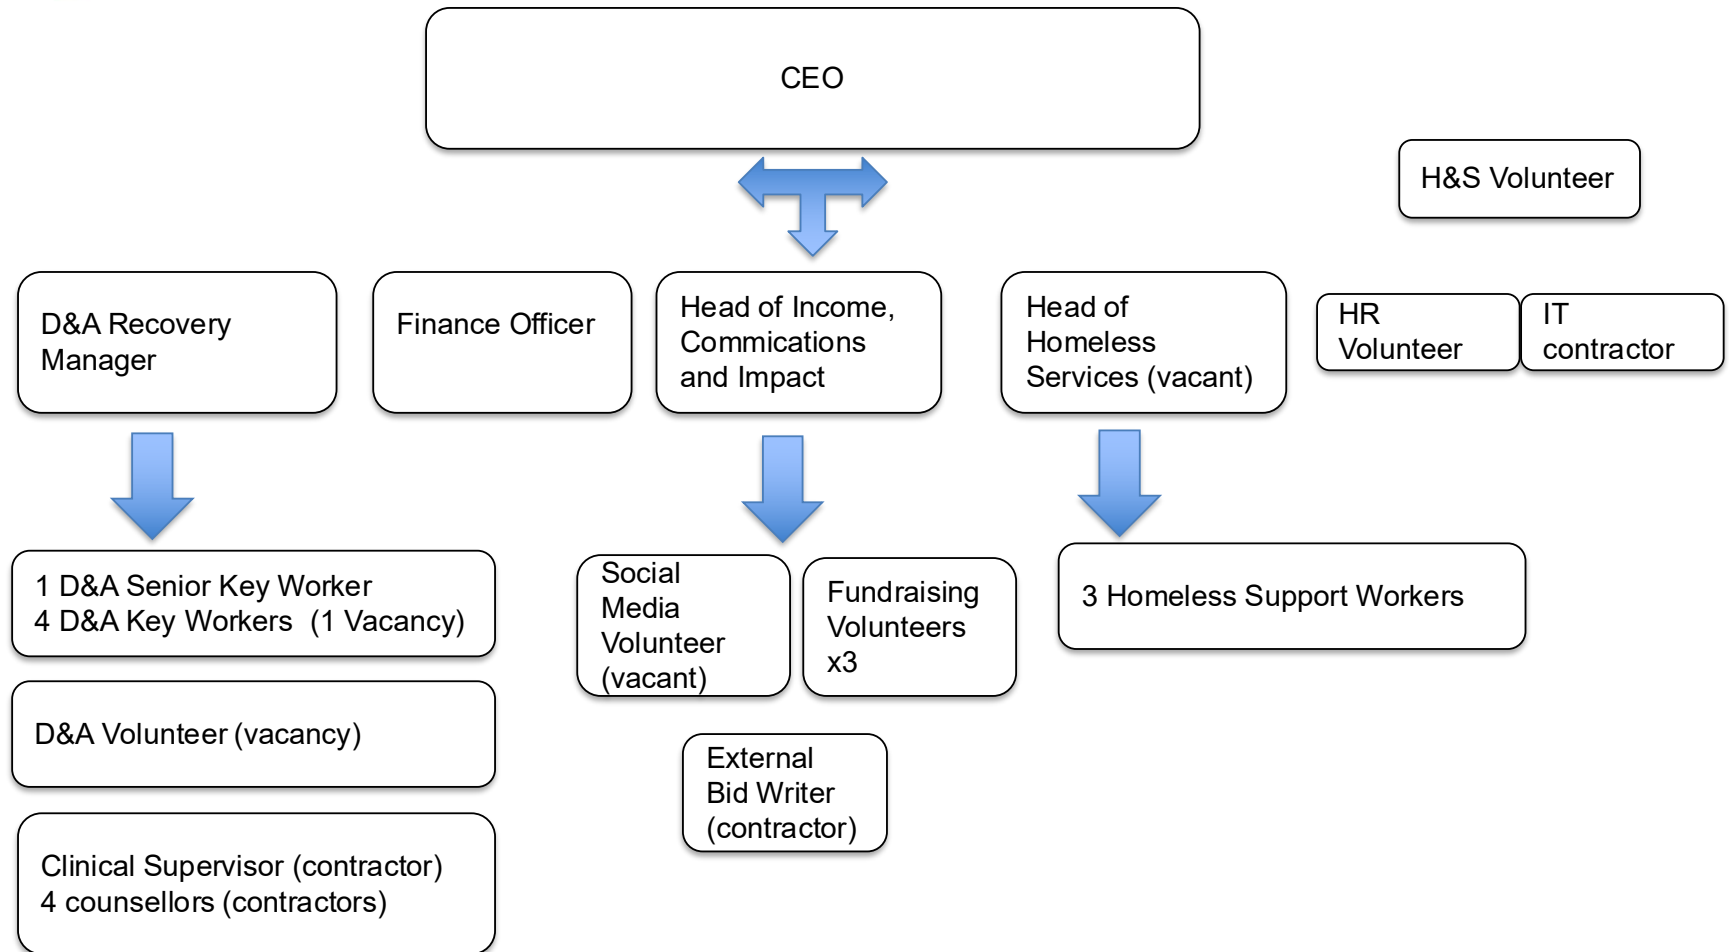 CEO
H&S Volunteer
D&A Recovery
Manager
Finance Officer
Head of Income,
Commications
and Impact
Head of
Homeless
Services (vacant)
HR
Volunteer
IT
contractor
1 D&A Senior Key Worker
4 D&A Key Workers  (1 Vacancy)
D&A Volunteer (vacancy)
Clinical Supervisor (contractor)
4 counsellors (contractors)
Social
Media
Volunteer
(vacant)
Fundraising
Volunteers
x3
External
Bid Writer
(contractor)
3 Homeless Support Workers